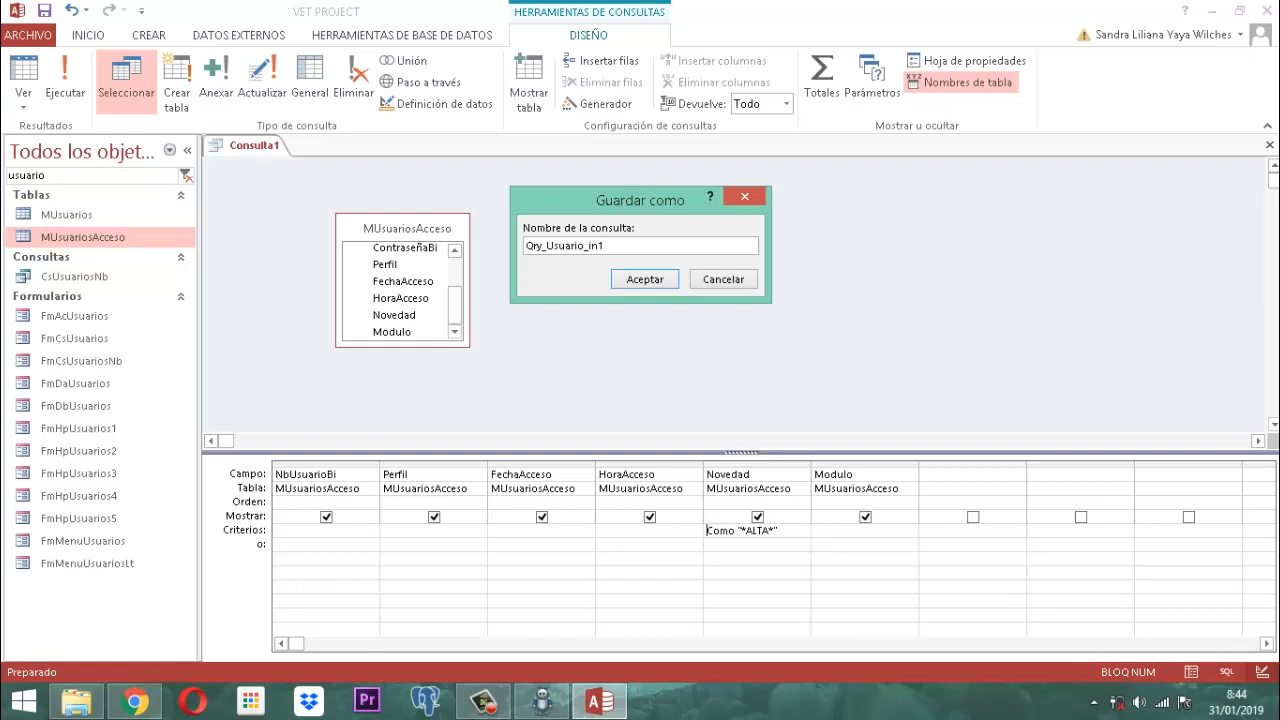 VET PROJECT
HERRAMIENTAS DE CONSULTAS
?
ARCHIVO INICIO CREAR DATOS EXTERNOS HERRAMIENTAS DE BASE DE DATOS DISEÑO
Sandra Liliana Yaya Wilches
Ver
Ejecutar
Resultados
Seleccionar
Crear tabla
Anexar
Actualizar
General
Eliminar
Unión
Paso a través
Definición de datos
Tipo de consulta
Mostrar tabla
Insertar filas
Eliminar filas
Generador
Insertar columnas
Eliminar columnas
Devuelve: Todo
Configuración de consultas
Totales
Parámetros
Hoja de propiedades
XYZ Nombres de tabla
Mostrar u ocultar
Todos los objet... «
usuario
Tablas
MUsuarios
MUsuariosAcceso
Consultas
CsUsuariosNb
Formularios
FmAcUsuarios
FmCsUsuarios
FmCsUsuariosNb
FmDaUsuarios
FmDbUsuarios
FmHpUsuarios1
FmHpUsuarios2
FmHpUsuarios3
FmHpUsuarios4
FmHpUsuarios5
FmMenuUsuarios
FmMenuUsuariosLt
Consulta1
MUsuariosAcceso
ContraseñaBi
Perfil
FechaAcceso
HoraAcceso
Novedad
Modulo
Guardar como ?
Nombre de la consulta:
Qry_Usuario_in1
Aceptar Cancelar
Campo: NbUsuarioBi Perfil FechaAcceso HoraAcceso Novedad Modulo
Tabla: MUsuariosAcceso MUsuariosAcceso MUsuariosAcceso MUsuariosAcceso MUsuariosAcceso MUsuariosAcceso
Orden:
Mostrar:
Criterios: Como "*ALTA*"
o:
Preparado
BLOQ NUM
SQL
Pr
8:44
31/01/2019